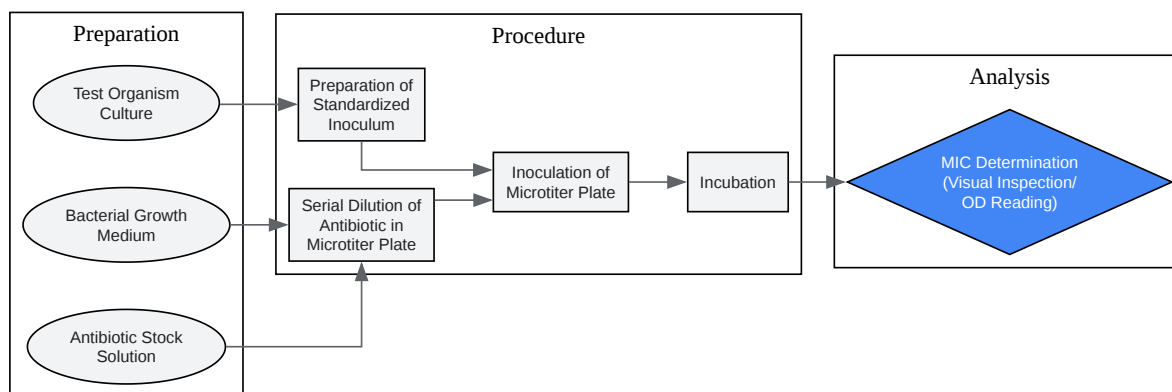 Preparation
Test Organism
Culture
Bacterial Growth
Medium
Antibiotic Stock
Solution
Procedure
Preparation of
Standardized
Inoculum
Serial Dilution of
Antibiotic in
Microtiter Plate
Inoculation of
Microtiter Plate
Incubation
Analysis
MIC Determination
(Visual Inspection/
OD Reading)